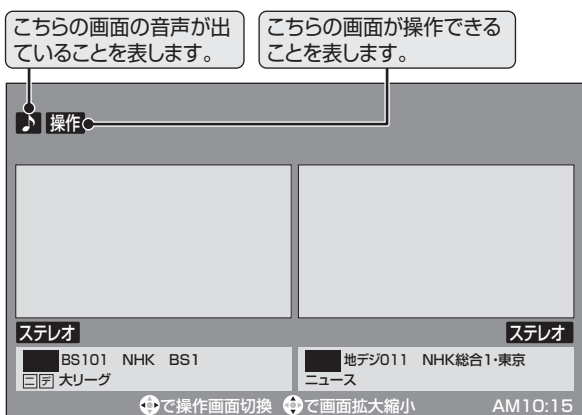 こちらの画面の音声が出
ていることを表します。
こちらの画面が操作できる
ことを表します。
♪ 操作
ステレオ
ステレオ
BS101 NHK BS1
二デ 大リーグ
地デジ011 NHK総合1・東京
ニュース
で操作画面切換 で画面拡大縮小 AM10:15